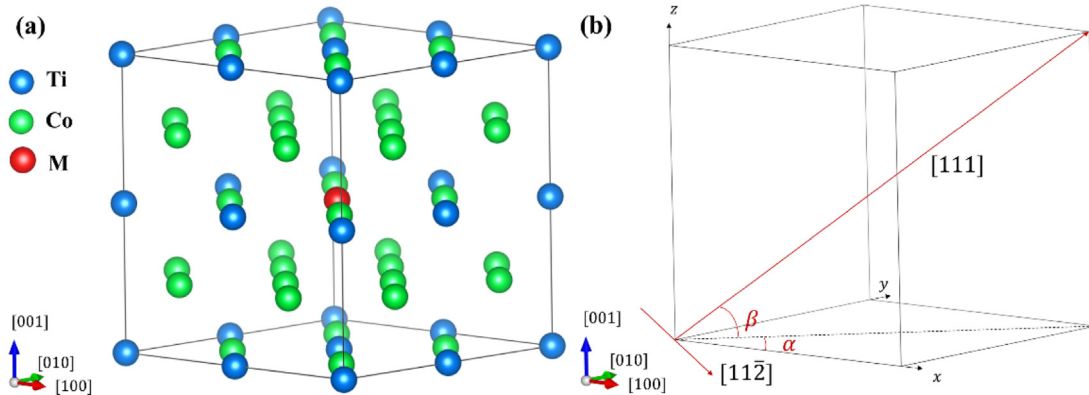 (a)
Ti
Co
M
[001]
[010]
[100]
(b)
z
[111]
y
β
α
x
[112̄]
[001]
[010]
[100]